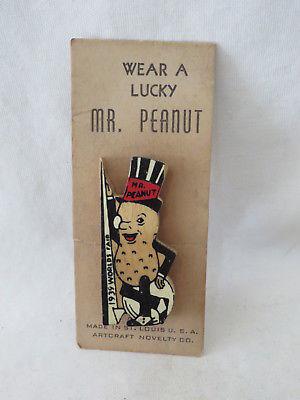 WEAR A
LUCKY
MR. PEANUT
MR.
PEANUT
1939 WORLDS FAIR
MADE IN ST. LOUIS U. S. A.
ARTCRAFT NOVELTY CO.